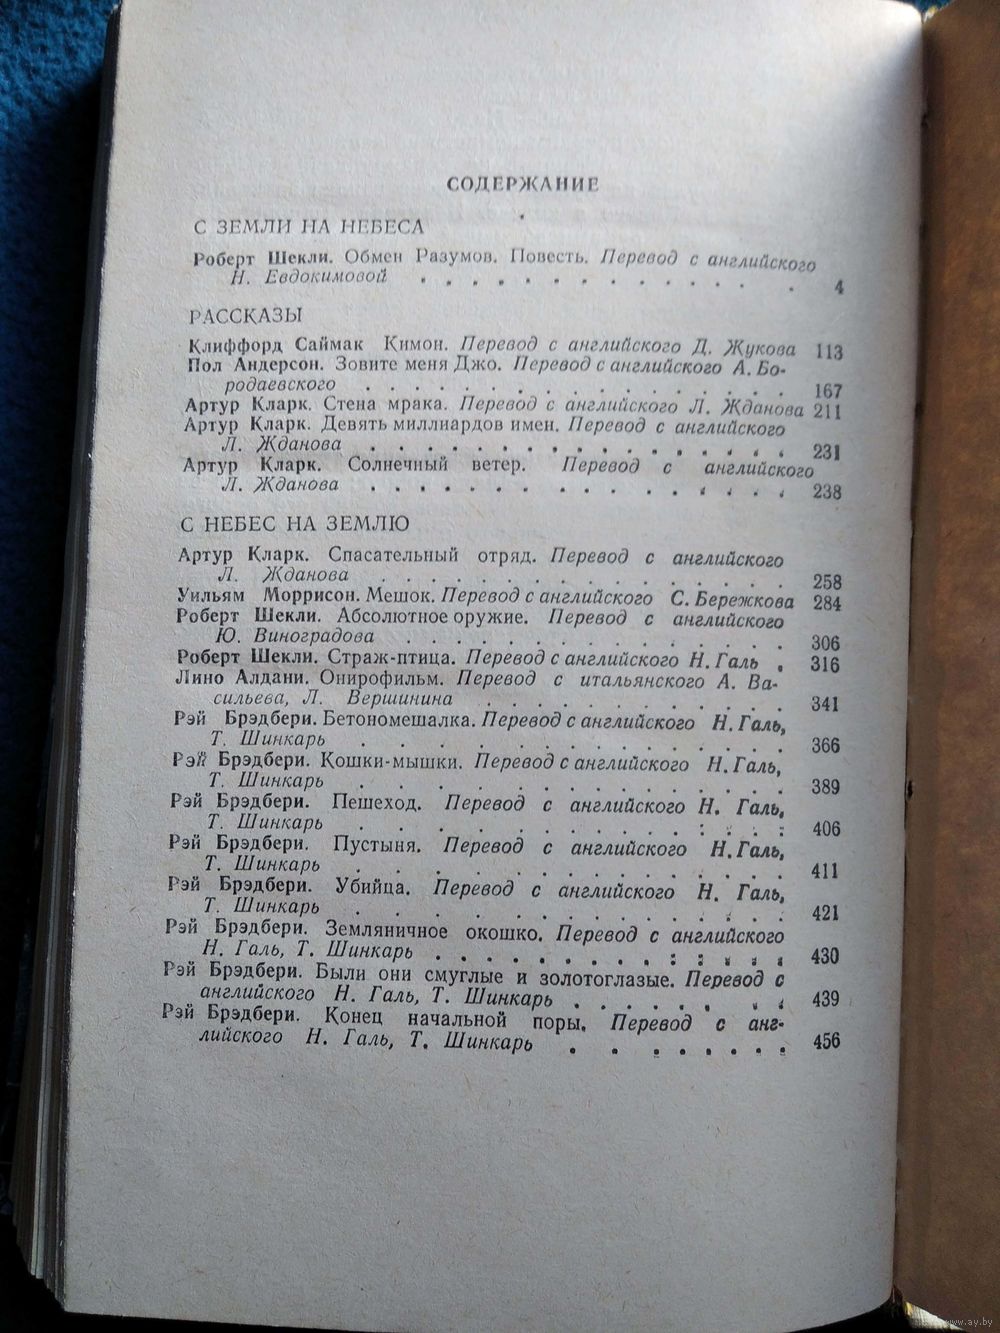 СОДЕРЖАНИЕ
С ЗЕМЛИ НА НЕБЕСА
Роберт Шекли. Обмен Разумов. Повесть. Перевод с английского
Н. Евдокимовой . . . . . . . . . . . . . . 4
РАССКАЗЫ
Клиффорд Саймак Кимон. Перевод с английского Д. Жукова 113
Пол Андерсон. Зовите меня Джо. Перевод с английского А. Бо-
родаевского . . . . . . . . . . . . . . 167
Артур Кларк. Стена мрака. Перевод с английского Л. Жданова 211
Артур Кларк. Девять миллиардов имен. Перевод с английского
Л. Жданова . . . . . . . . . . . . . . 231
Артур Кларк. Солнечный ветер. Перевод с английского
Л. Жданова . . . . . . . . . . . . . . 238
С НЕБЕС НА ЗЕМЛЮ
Артур Кларк. Спасательный отряд. Перевод с английского
Л. Жданова . . . . . . . . . . . . . . 258
Уильям Моррисон. Мешок. Перевод с английского С. Бережкова 284
Роберт Шекли. Абсолютное оружие. Перевод с английского
Ю. Виноградова . . . . . . . . . . . . . 306
Роберт Шекли. Страж-птица. Перевод с английского Н. Галь . 316
Лино Алдани. Онирофильм. Перевод с итальянского А. Ва-
сильева, Л. Вершинина . . . . . . . . . . . 341
Рэй Брэдбери. Бетономешалка. Перевод с английского Н. Галь,
Т. Шинкарь . . . . . . . . . . . . . . 366
Рэй Брэдбери. Кошки-мышки. Перевод с английского Н. Галь,
Т. Шинкарь . . . . . . . . . . . . . . 389
Рэй Брэдбери. Пешеход. Перевод с английского Н. Галь,
Т. Шинкарь . . . . . . . . . . . . . . 406
Рэй Брэдбери. Пустыня. Перевод с английского Н. Галь,
Т. Шинкарь . . . . . . . . . . . . . . 411
Рэй Брэдбери. Убийца. Перевод с английского Н. Галь,
Т. Шинкарь . . . . . . . . . . . . . . 421
Рэй Брэдбери. Земляничное окошко. Перевод с английского
Н. Галь, Т. Шинкарь . . . . . . . . . . . . 430
Рэй Брэдбери. Были они смуглые и золотоглазые. Перевод с
английского Н. Галь, Т. Шинкарь . . . . . . . 439
Рэй Брэдбери. Конец начальной поры. Перевод с анг-
лийского Н. Галь, Т. Шинкарь . . . . . . . . 456
www.ay.by